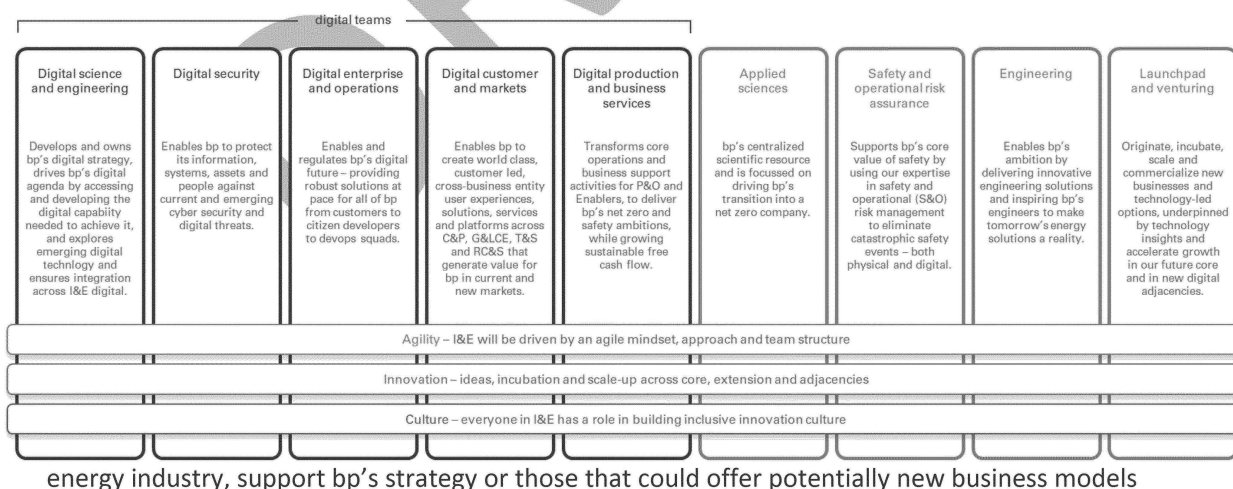 digital teams
Digital science
and engineering
Develops and owns
bp's digital strategy,
drives bp's digital
agenda by accessing
and developing the
digital capabiity
needed to achieve it,
and explores
emerging digital
technlogy and
ensures integration
across I&E digital.
Digital security
Enables bp to protect
its information,
systems, assets and
people against
current and emerging
cyber security and
digital threats.
Digital enterprise
and operations
Enables and
regulates bp's digital
future – providing
robust solutions at
pace for all of bp
from customers to
citizen developers
to devops squads.
Digital customer
and markets
Enables bp to
create world class,
customer led,
cross-business entity
user experiences,
solutions, services
and platforms across
C&P, G&LCE, T&S
and RC&S that
generate value for
bp in current and
new markets.
Digital production
and business
services
Transforms core
operations and
business support
activities for P&O and
Enablers, to deliver
bp's net zero and
safety ambitions,
while growing
sustainable free
cash flow.
Applied
sciences
bp's centralized
scientific resource
and is focussed on
driving bp's
transition into a
net zero company.
Safety and
operational risk
assurance
Supports bp's core
value of safety by
using our expertise
in safety and
operational (S&O)
risk management
to eliminate
catastrophic safety
events – both
physical and digital.
Engineering
Enables bp's
ambition by
delivering innovative
engineering solutions
and inspiring bp's
engineers to make
tomorrow's energy
solutions a reality.
Launchpad
and venturing
Originate, incubate,
scale and
commercialize new
businesses and
technology-led
options, underpinned
by technology
insights and
accelerate growth
in our future core
and in new digital
adjacencies.
Agility – I&E will be driven by an agile mindset, approach and team structure
Innovation – ideas, incubation and scale-up across core, extension and adjacencies
Culture – everyone in I&E has a role in building inclusive innovation culture
energy industry, support bp's strategy or those that could offer potentially new business models